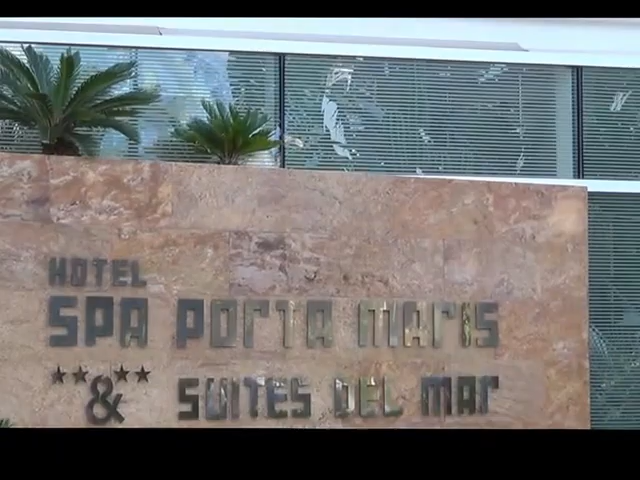 HOTEL
SPA PORTA MARIS
★★★★
& SUITES DEL MAR